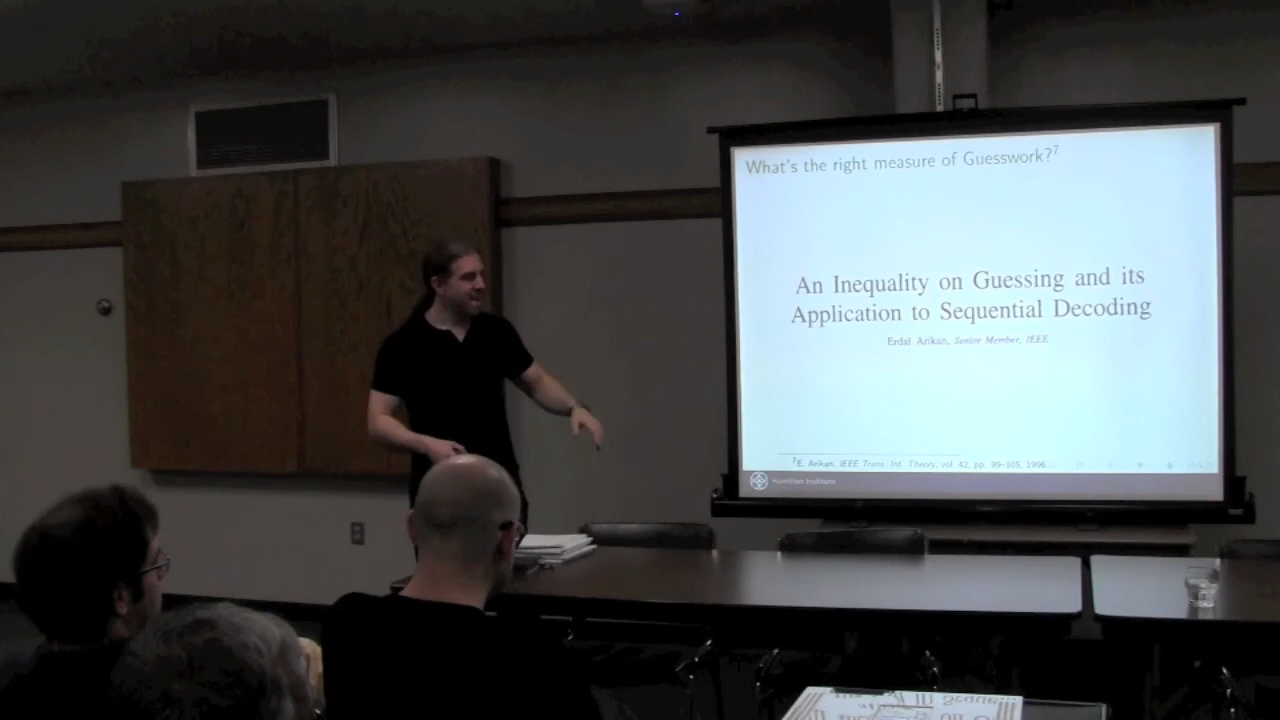 What's the right measure of Guesswork?⁷
An Inequality on Guessing and its
Application to Sequential Decoding
Erdal Arikan, Senior Member, IEEE
⁷E. Arikan, IEEE Trans. Inf. Theory, vol. 42, pp. 99–105, 1996.
Hamilton Institute